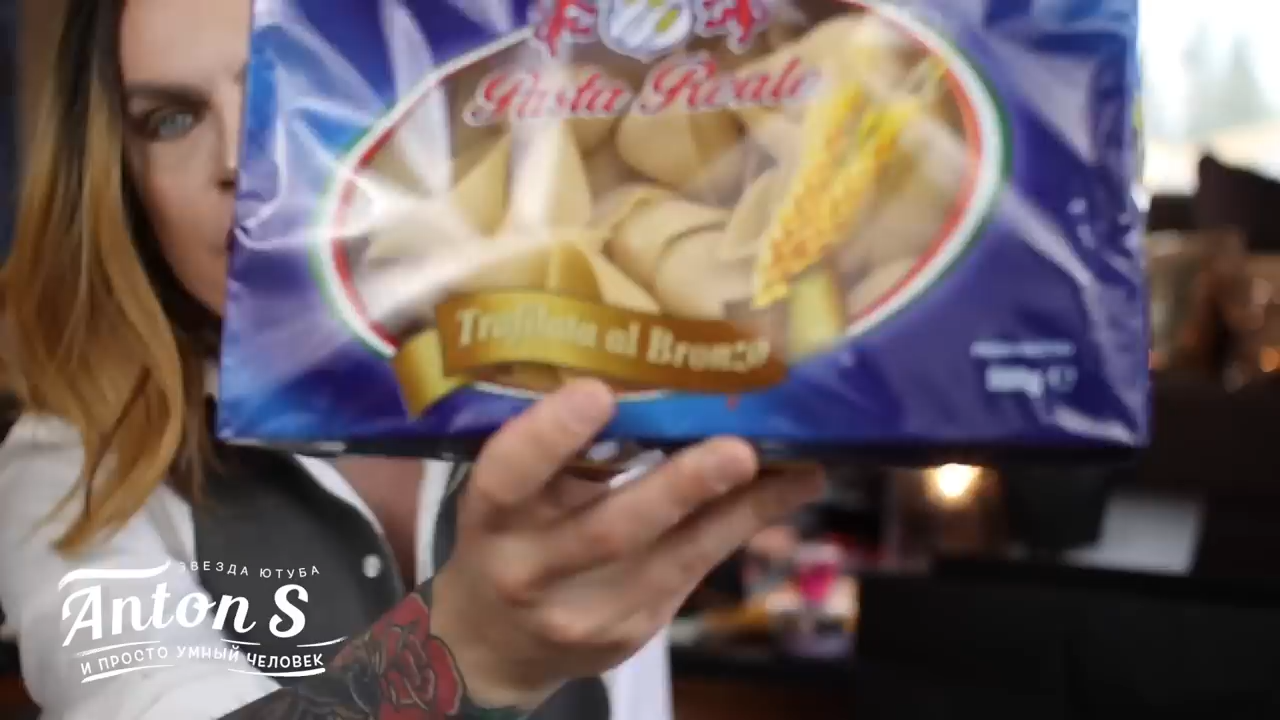 Pasta Reale
Trafilata al Bronzo
ЗВЕЗДА ЮТУБА
Anton S
И ПРОСТО УМНЫЙ ЧЕЛОВЕК